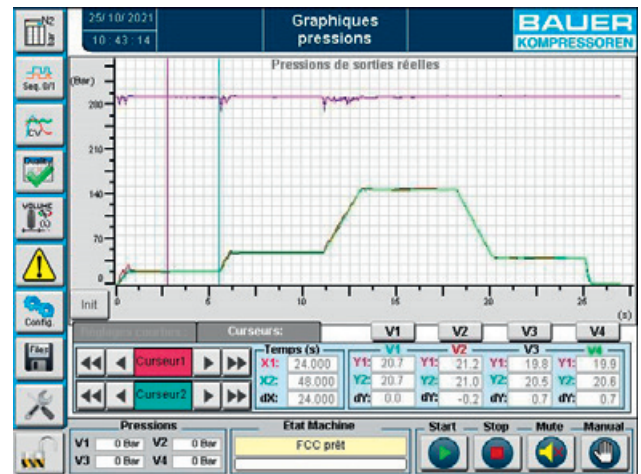 N2
25/10/2021
10:43:14
Graphiques
pressions
BAUER
KOMPRESSOREN
Pressions de sorties réelles
(Bar)
280
210
140
70
0
0 5 10 15 20 25
(s)
Seq. 0/1
EV
Quality
VOLUME
Config.
Files
Init
Curseurs:
V1 V2 V3 V4
Temps (s) V1 V2 V3 V4
Curseur1
X1: 24.000 Y1: 20.7 Y1: 21.2 Y1: 19.8 Y1: 19.9
X2: 48.000 Y2: 20.7 Y2: 21.0 Y2: 20.5 Y2: 20.6
Curseur2
dX: 24.000 dY: 0.0 dY: -0.2 dY: 0.7 dY: 0.7
Pressions
V1 0 Bar V2 0 Bar
V3 0 Bar V4 0 Bar
Etat Machine
FCC prêt
Start Stop Mute Manual